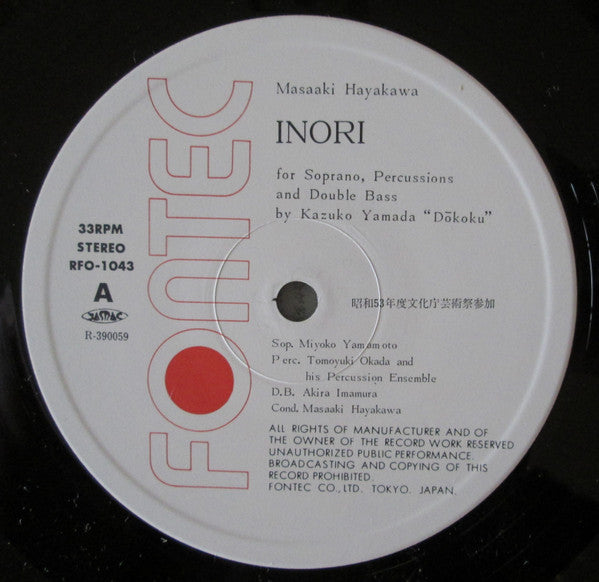 FONTEC
Masaaki Hayakawa
INORI
for Soprano, Percussions
and Double Bass
by Kazuko Yamada “Dōkoku”
33RPM
STEREO
RFO-1043
A
JASRAC
R-390059
昭和53年度文化庁芸術祭参加
Sop. Miyoko Yamamoto
Perc. Tomoyuki Okada and
his Percussion Ensemble
D.B. Akira Imamura
Cond. Masaaki Hayakawa
ALL RIGHTS OF MANUFACTURER AND OF
THE OWNER OF THE RECORD WORK RESERVED
UNAUTHORIZED PUBLIC PERFORMANCE.
BROADCASTING AND COPYING OF THIS
RECORD PROHIBITED.
FONTEC CO., LTD. TOKYO. JAPAN.